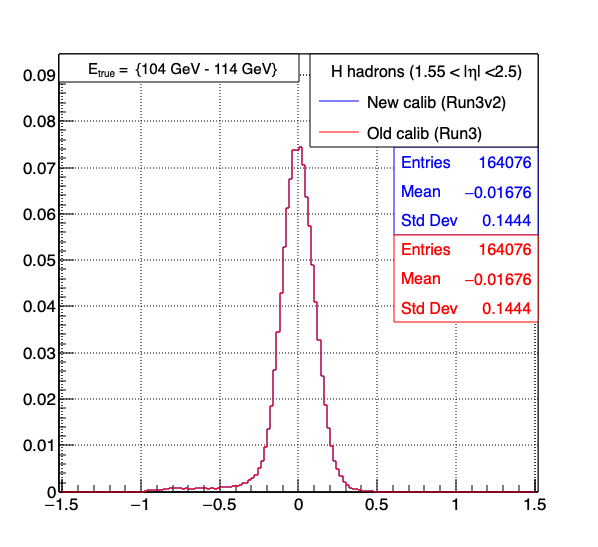 E_true = {104 GeV - 114 GeV}
H hadrons (1.55 < |η| <2.5)
New calib (Run3v2)
Old calib (Run3)
Entries 164076
Mean −0.01676
Std Dev 0.1444
Entries 164076
Mean −0.01676
Std Dev 0.1444
0.09
0.08
0.07
0.06
0.05
0.04
0.03
0.02
0.01
0
−1.5 −1 −0.5 0 0.5 1 1.5